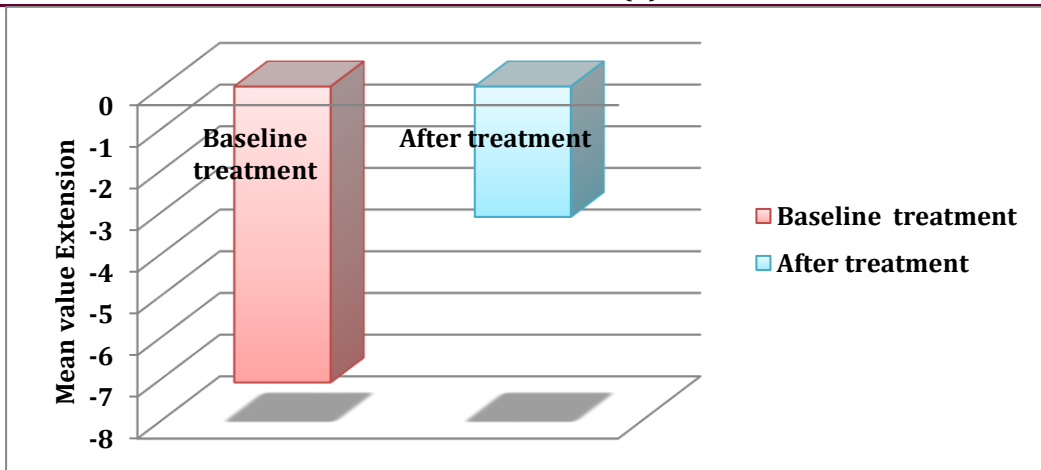 Mean value Extension
0
-1
-2
-3
-4
-5
-6
-7
-8
Baseline
treatment
After treatment
Baseline treatment
After treatment